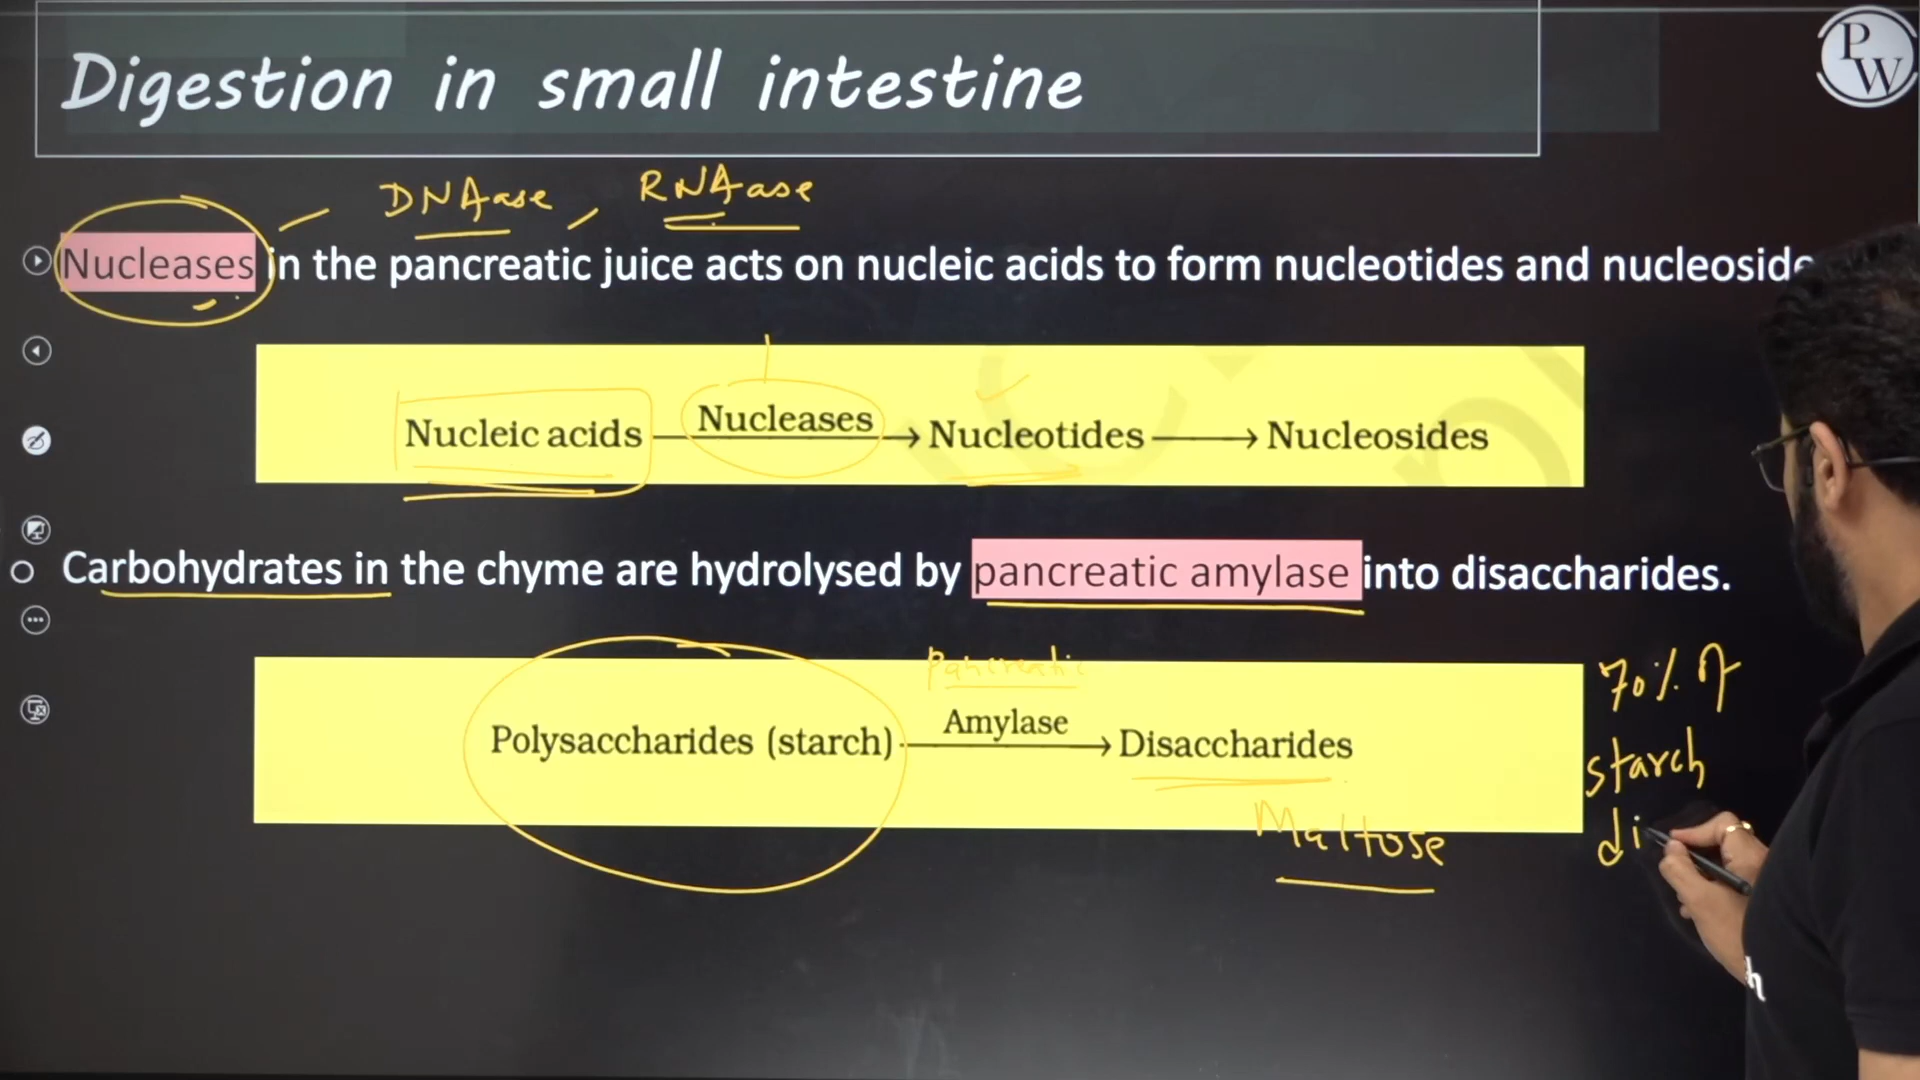 Digestion in small intestine
PW
DNAase , RNAase
Nucleases in the pancreatic juice acts on nucleic acids to form nucleotides and
Nucleic acids Nucleases → Nucleotides → Nucleosides
Carbohydrates in the chyme are hydrolysed by pancreatic amylase into disaccharides.
Pancreatic
Polysaccharides (starch) Amylase → Disaccharides
Maltose
70% of
starch
di